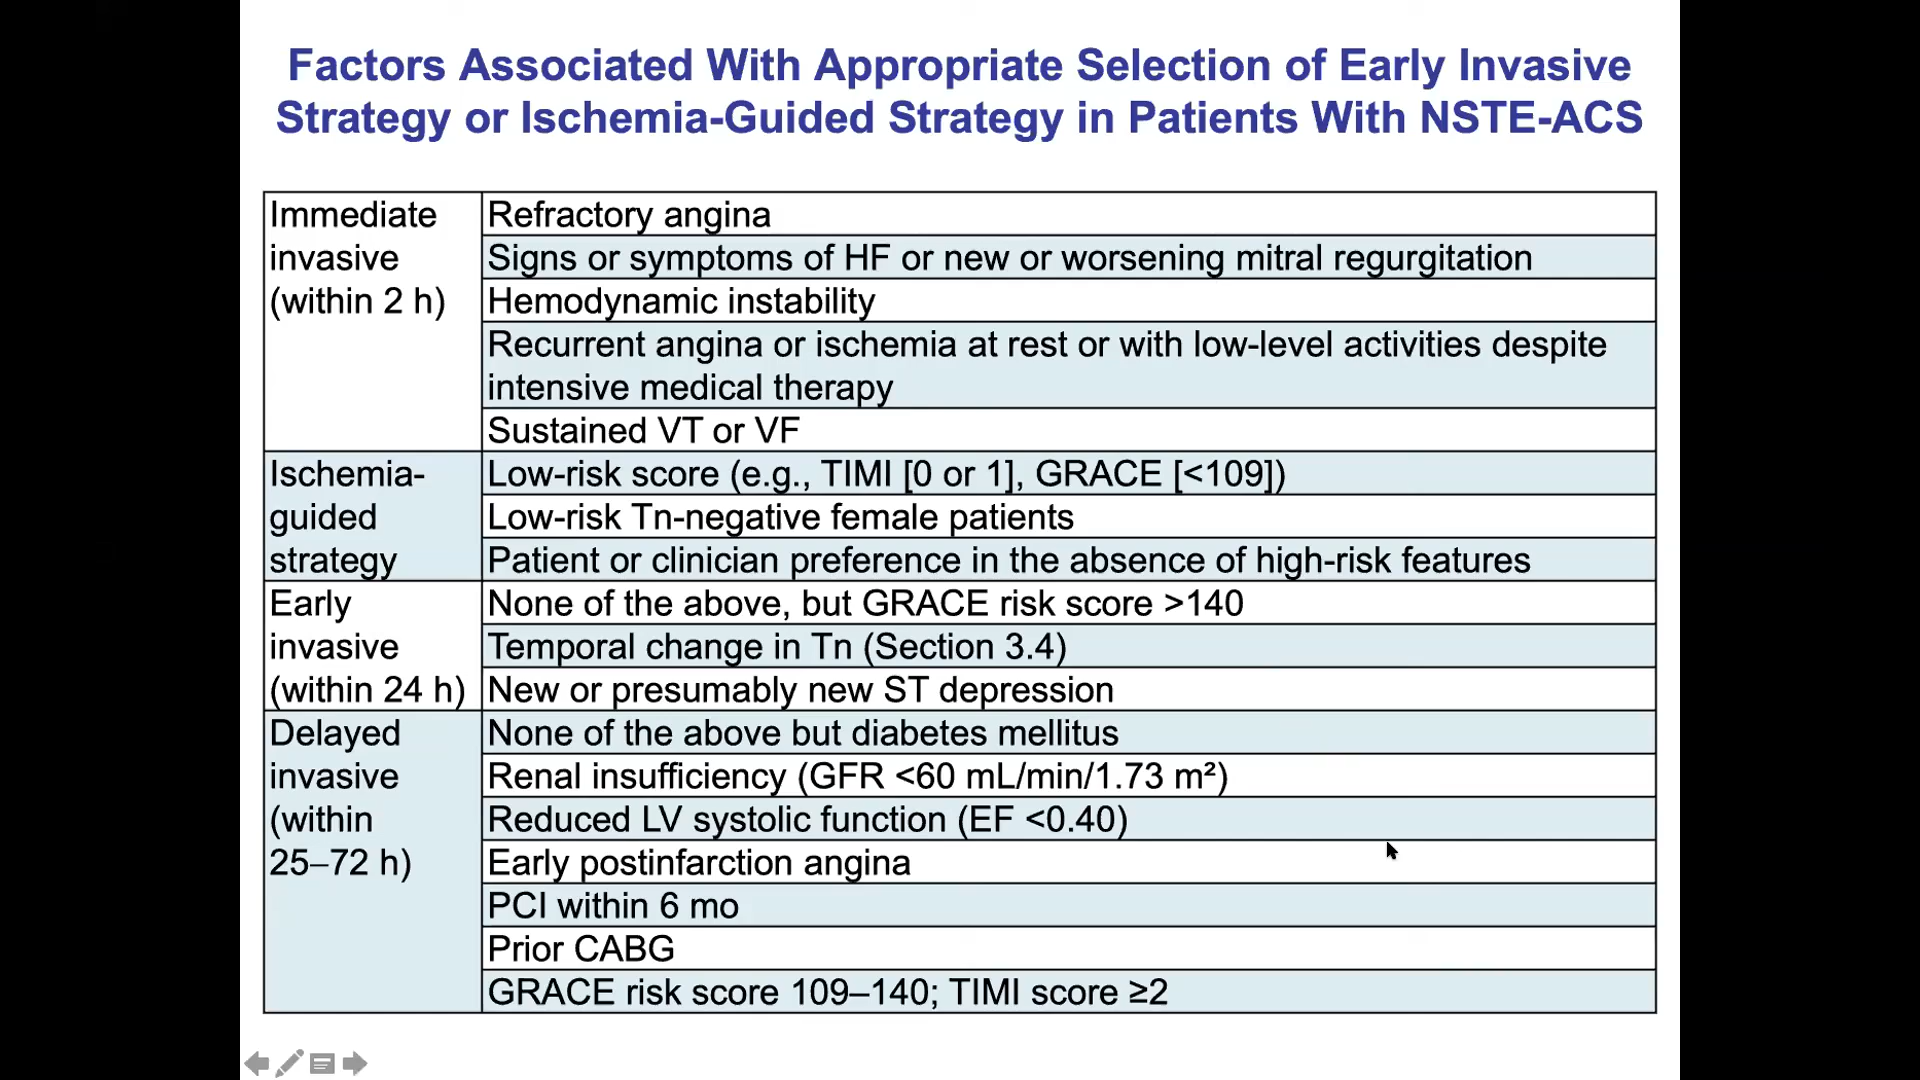 Factors Associated With Appropriate Selection of Early Invasive
Strategy or Ischemia-Guided Strategy in Patients With NSTE-ACS
Immediate
invasive
(within 2 h)
Refractory angina
Signs or symptoms of HF or new or worsening mitral regurgitation
Hemodynamic instability
Recurrent angina or ischemia at rest or with low-level activities despite
intensive medical therapy
Sustained VT or VF
Ischemia-
guided
strategy
Low-risk score (e.g., TIMI [0 or 1], GRACE [<109])
Low-risk Tn-negative female patients
Patient or clinician preference in the absence of high-risk features
Early
invasive
(within 24 h)
None of the above, but GRACE risk score >140
Temporal change in Tn (Section 3.4)
New or presumably new ST depression
Delayed
invasive
(within
25–72 h)
None of the above but diabetes mellitus
Renal insufficiency (GFR <60 mL/min/1.73 m²)
Reduced LV systolic function (EF <0.40)
Early postinfarction angina
PCI within 6 mo
Prior CABG
GRACE risk score 109–140; TIMI score ≥2